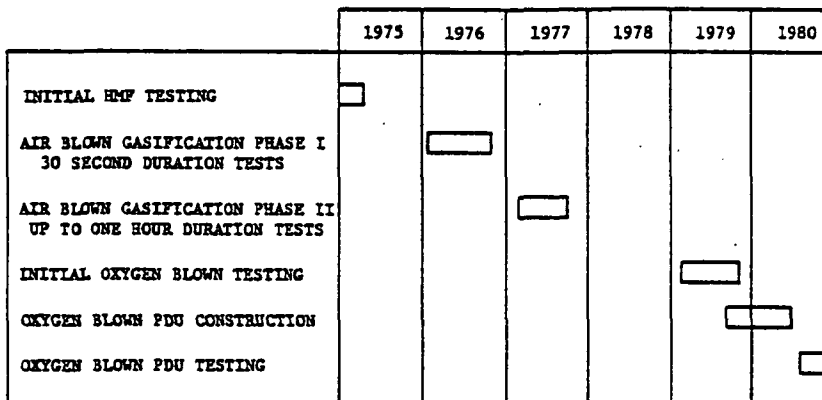 1975 1976 1977 1978 1979 1980
INITIAL HMF TESTING
AIR BLOWN GASIFICATION PHASE I
30 SECOND DURATION TESTS
AIR BLOWN GASIFICATION PHASE II
UP TO ONE HOUR DURATION TESTS
INITIAL OXYGEN BLOWN TESTING
OXYGEN BLOWN PDU CONSTRUCTION
OXYGEN BLOWN PDU TESTING